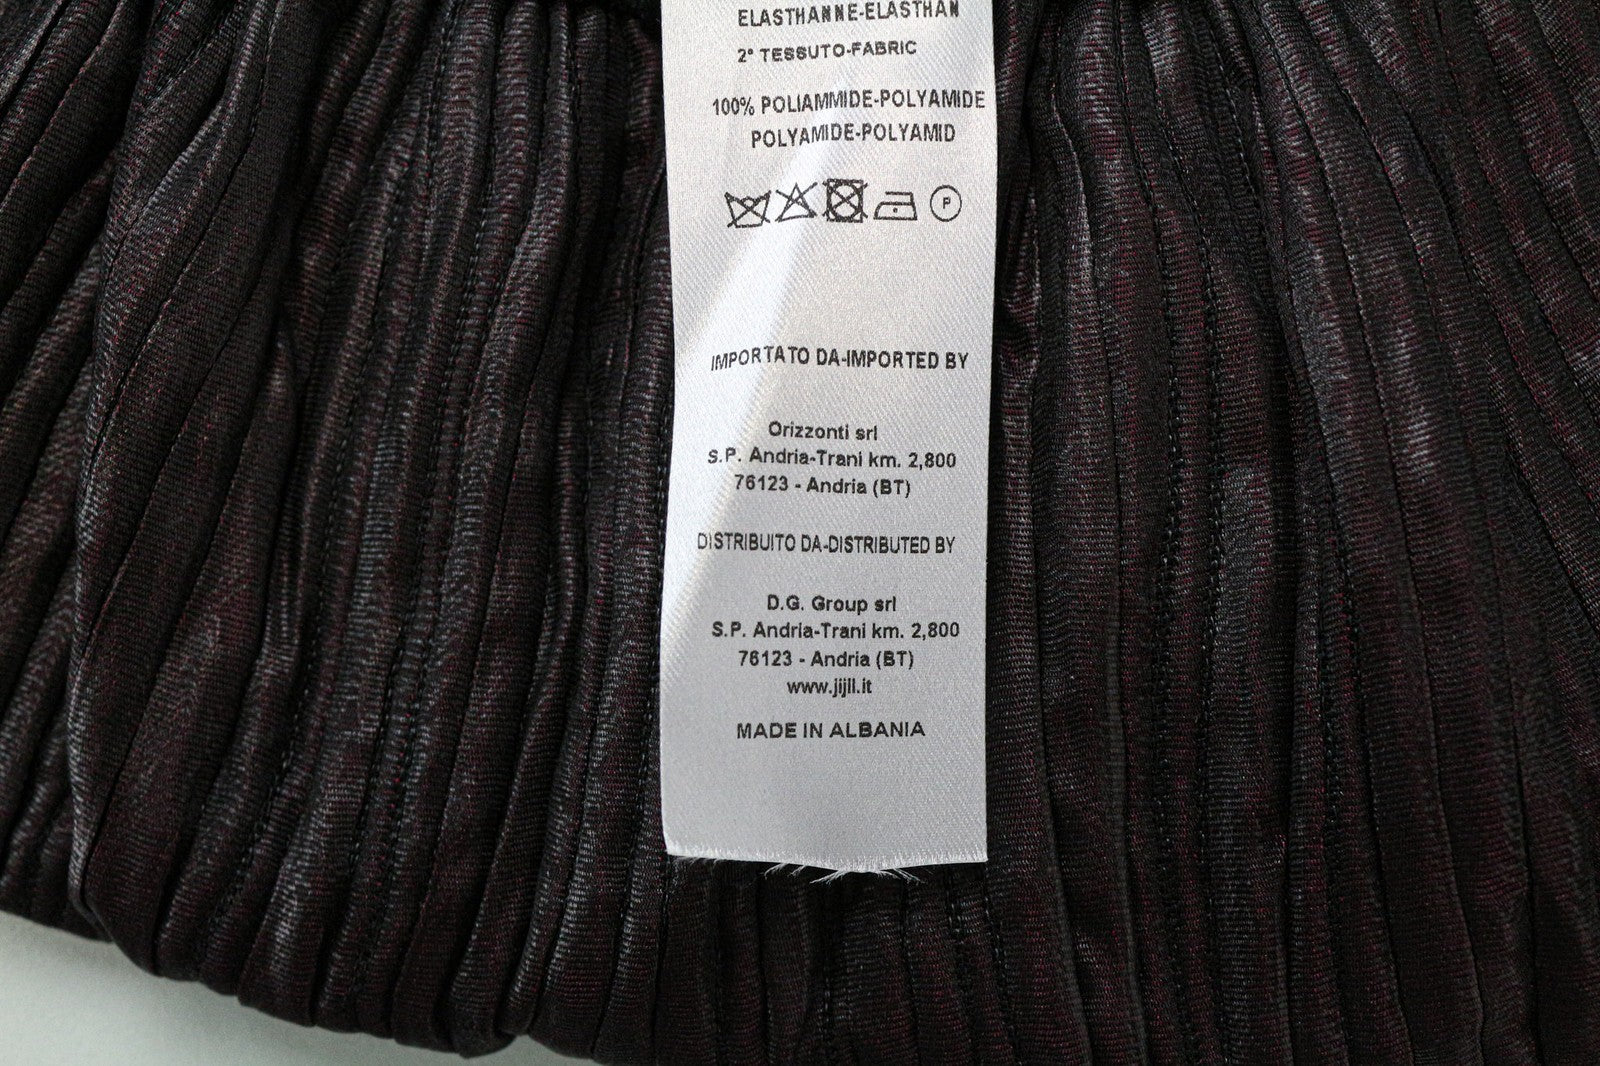 ELASTHANNE-ELASTHAN
2° TESSUTO-FABRIC
100% POLIAMMIDE-POLYAMIDE
POLYAMIDE-POLYAMID
P
IMPORTATO DA-IMPORTED BY
Orizzonti srl
S.P. Andria-Trani km. 2,800
76123 - Andria (BT)
DISTRIBUITO DA-DISTRIBUTED BY
D.G. Group srl
S.P. Andria-Trani km. 2,800
76123 - Andria (BT)
www.jijil.it
MADE IN ALBANIA